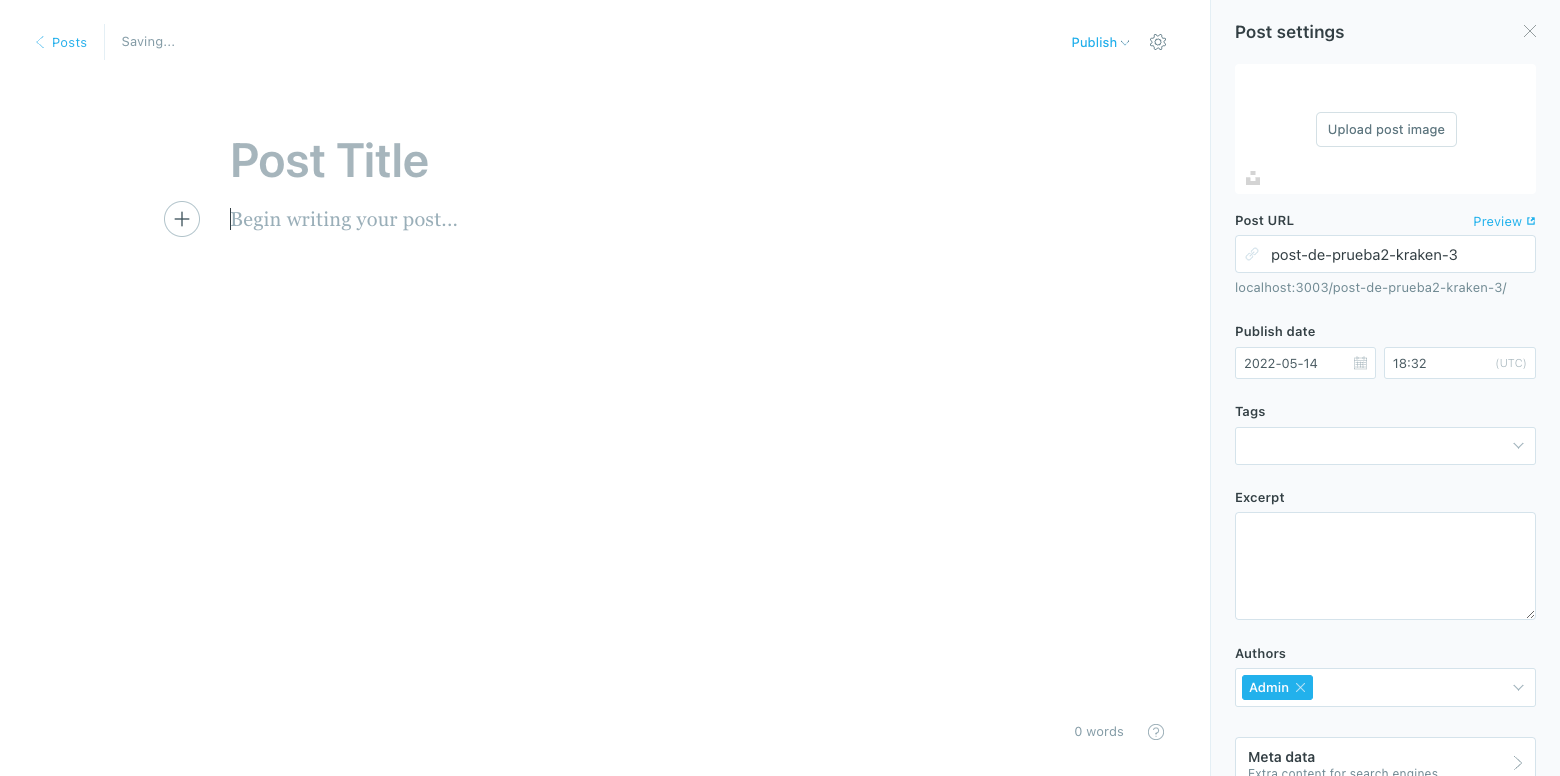 Posts
Saving...
Publish
Post Title
Begin writing your post...
0 words
?
Post settings
Upload post image
Post URL
Preview
post-de-prueba2-kraken-3
localhost:3003/post-de-prueba2-kraken-3/
Publish date
2022-05-14
18:32 (UTC)
Tags
Excerpt
Authors
Admin
Meta data
Extra content for search engines